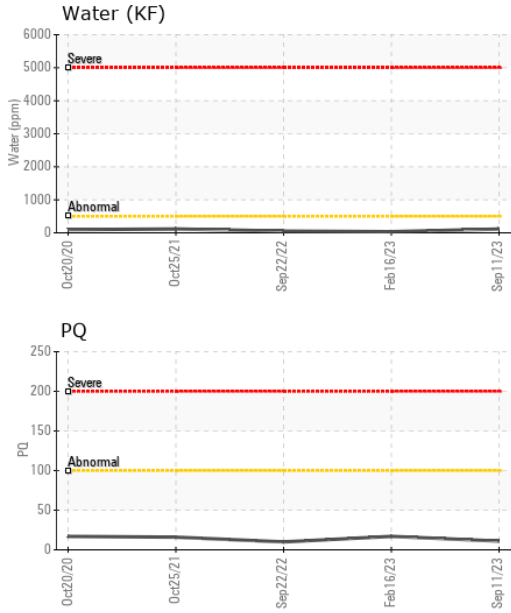 Water (KF)
6000
Severe
5000
4000
3000
2000
1000
Abnormal
0
Water (ppm)
Oct20/20
Oct25/21
Sep22/22
Feb16/23
Sep11/23
PQ
250
Severe
200
150
Abnormal
100
50
0
PQ
Oct20/20
Oct25/21
Sep22/22
Feb16/23
Sep11/23